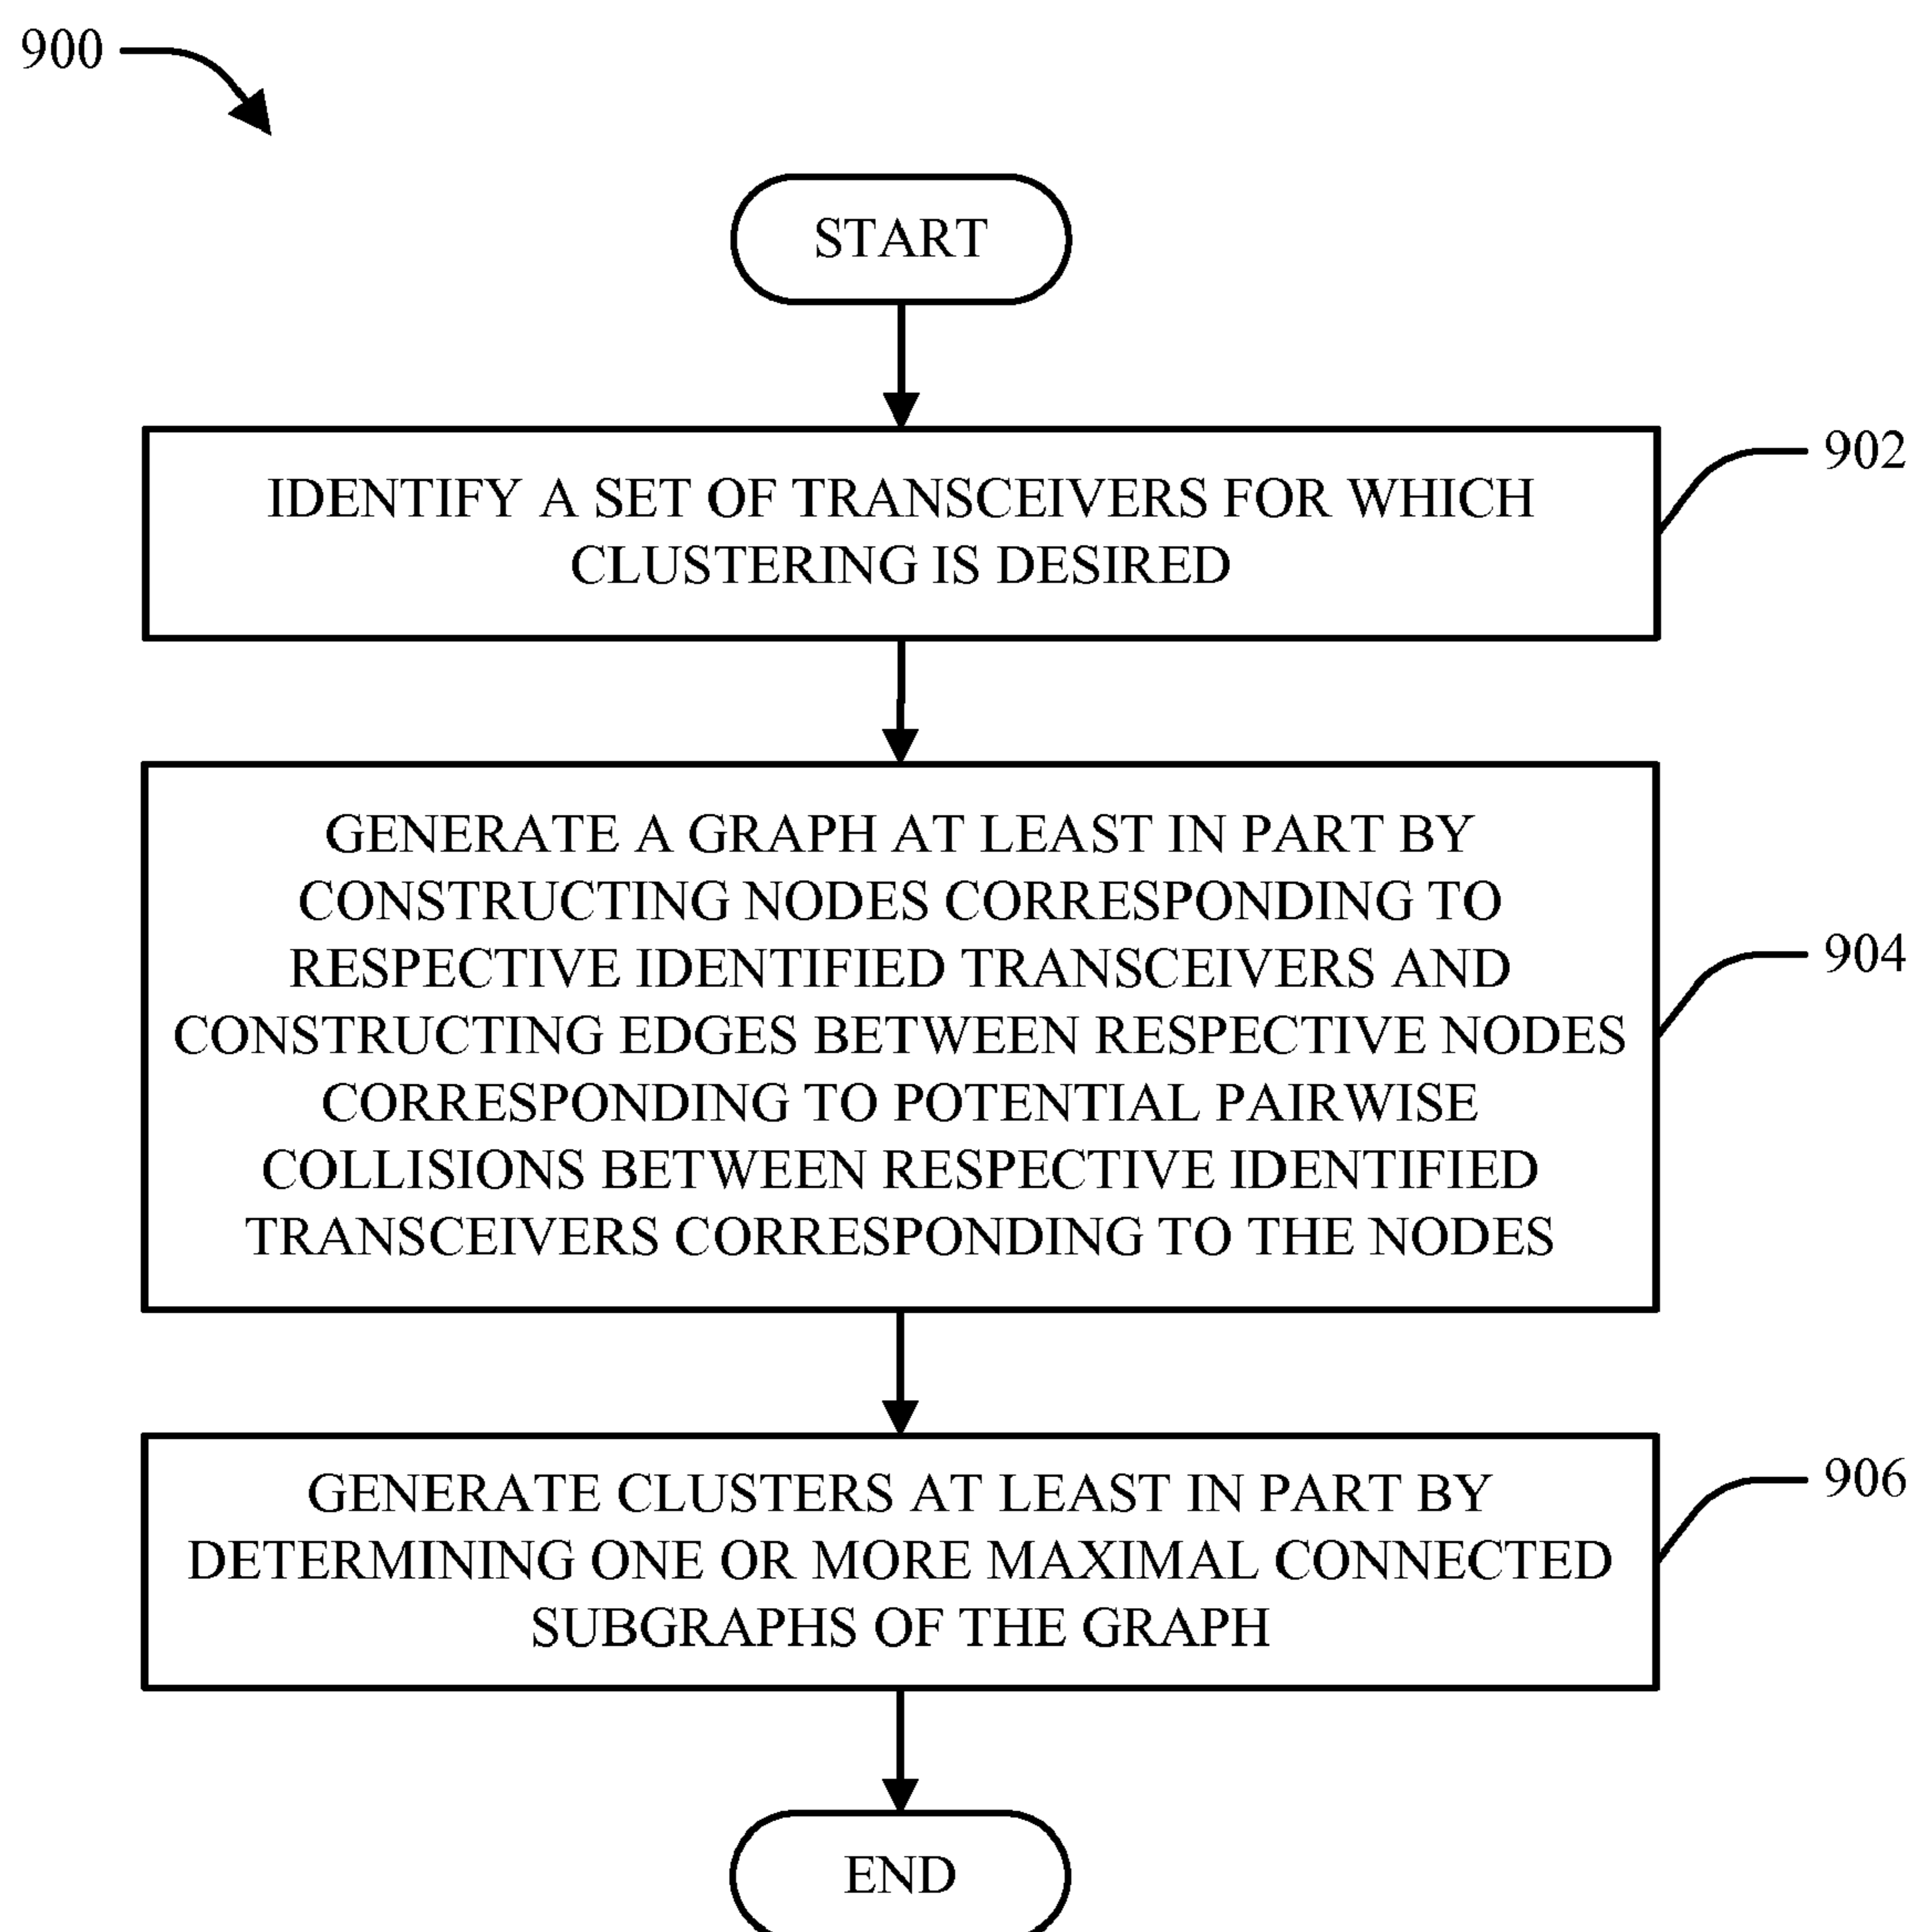 900
START
IDENTIFY A SET OF TRANSCEIVERS FOR WHICH
CLUSTERING IS DESIRED
902
GENERATE A GRAPH AT LEAST IN PART BY
CONSTRUCTING NODES CORRESPONDING TO
RESPECTIVE IDENTIFIED TRANSCEIVERS AND
CONSTRUCTING EDGES BETWEEN RESPECTIVE NODES
CORRESPONDING TO POTENTIAL PAIRWISE
COLLISIONS BETWEEN RESPECTIVE IDENTIFIED
TRANSCEIVERS CORRESPONDING TO THE NODES
904
GENERATE CLUSTERS AT LEAST IN PART BY
DETERMINING ONE OR MORE MAXIMAL CONNECTED
SUBGRAPHS OF THE GRAPH
906
END